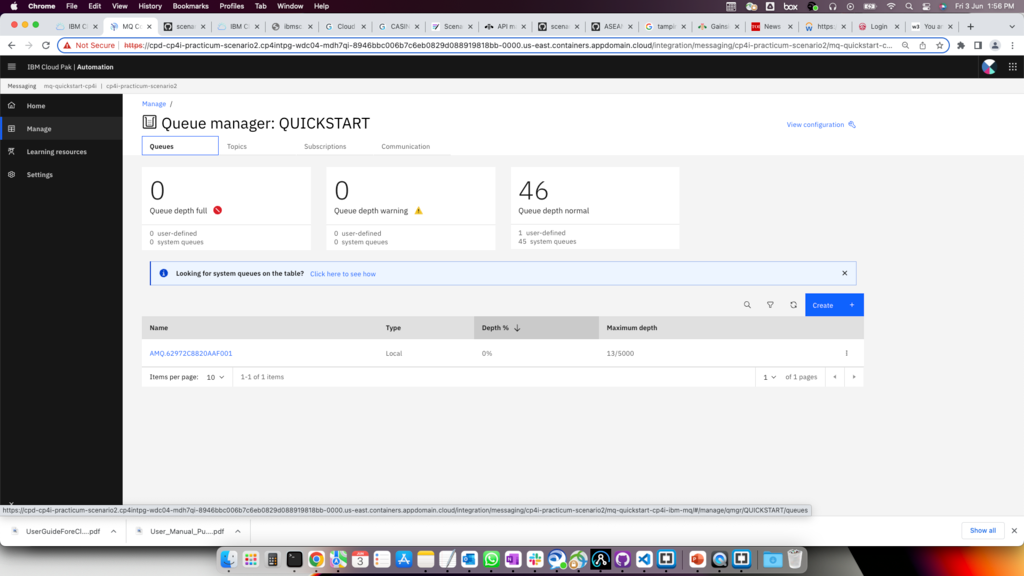 Chrome File Edit View History Bookmarks Profiles Tab Window Help
box
Fri 3 Jun 1:56 PM
IBM C
MQ C
scena
IBM C
ibmsc
Cloud
CASIN
Scena
API m
scena
ASEA
tamp
Gains
News
https:
Login
You a
Not Secure https://cpd-cp4i-practicum-scenario2.cp4intpg-wdc04-mdh7qi-8946bbc006b7c6eb0829d088919818bb-0000.us-east.containers.appdomain.cloud/integration/messaging/cp4i-practicum-scenario2/mq-quickstart-c...
IBM Cloud Pak | Automation
Messaging mq-quickstart-cp4i | cp4i-practicum-scenario2
Home
Manage
Learning resources
Settings
Manage /
Queue manager: QUICKSTART
View configuration
Queues Topics Subscriptions Communication
0
Queue depth full
0 user-defined
0 system queues
0
Queue depth warning
0 user-defined
0 system queues
46
Queue depth normal
1 user-defined
45 system queues
Looking for system queues on the table? Click here to see how
Create +
Name Type Depth % Maximum depth
AMQ.62972C8820AAF001 Local 0% 13/5000
Items per page: 10 1-1 of 1 items 1 of 1 pages
https://cpd-cp4i-practicum-scenario2.cp4intpg-wdc04-mdh7qi-8946bbc006b7c6eb0829d088919818bb-0000.us-east.containers.appdomain.cloud/integration/messaging/cp4i-practicum-scenario2/mq-quickstart-cp4i-ibm-mq/#/manage/qmgr/QUICKSTART/queues
UserGuideForeCl....pdf
User_Manual_Pu....pdf
Show all
3